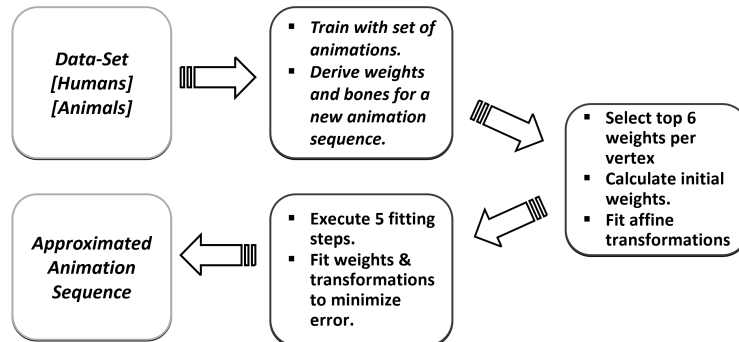 Data-Set
[Humans]
[Animals]
▪ Train with set of
animations.
▪ Derive weights
and bones for a
new animation
sequence.
▪ Select top 6
weights per
vertex
▪ Calculate initial
weights.
▪ Fit affine
transformations
▪ Execute 5 fitting
steps.
▪ Fit weights &
transformations
to minimize
error.
Approximated
Animation
Sequence